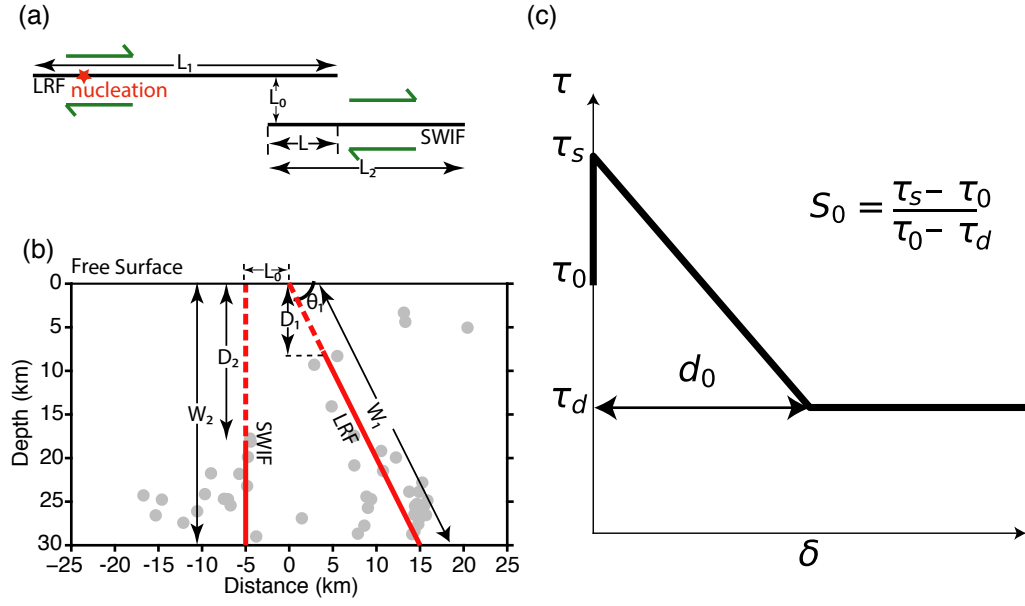 (a)
L₁
LRF
nucleation
L₀
L
SWIF
L₂
(b)
Free Surface
L₀
0
5
10
15
20
25
30
Depth (km)
W₂
D₂
SWIF
D₁
θ₁
LRF
W₁
-25 -20 -15 -10 -5 0 5 10 15 20 25
Distance (km)
(c)
τ
τₛ
τ₀
τ_d
S₀ = (τₛ − τ₀) / (τ₀ − τ_d)
d₀
δ